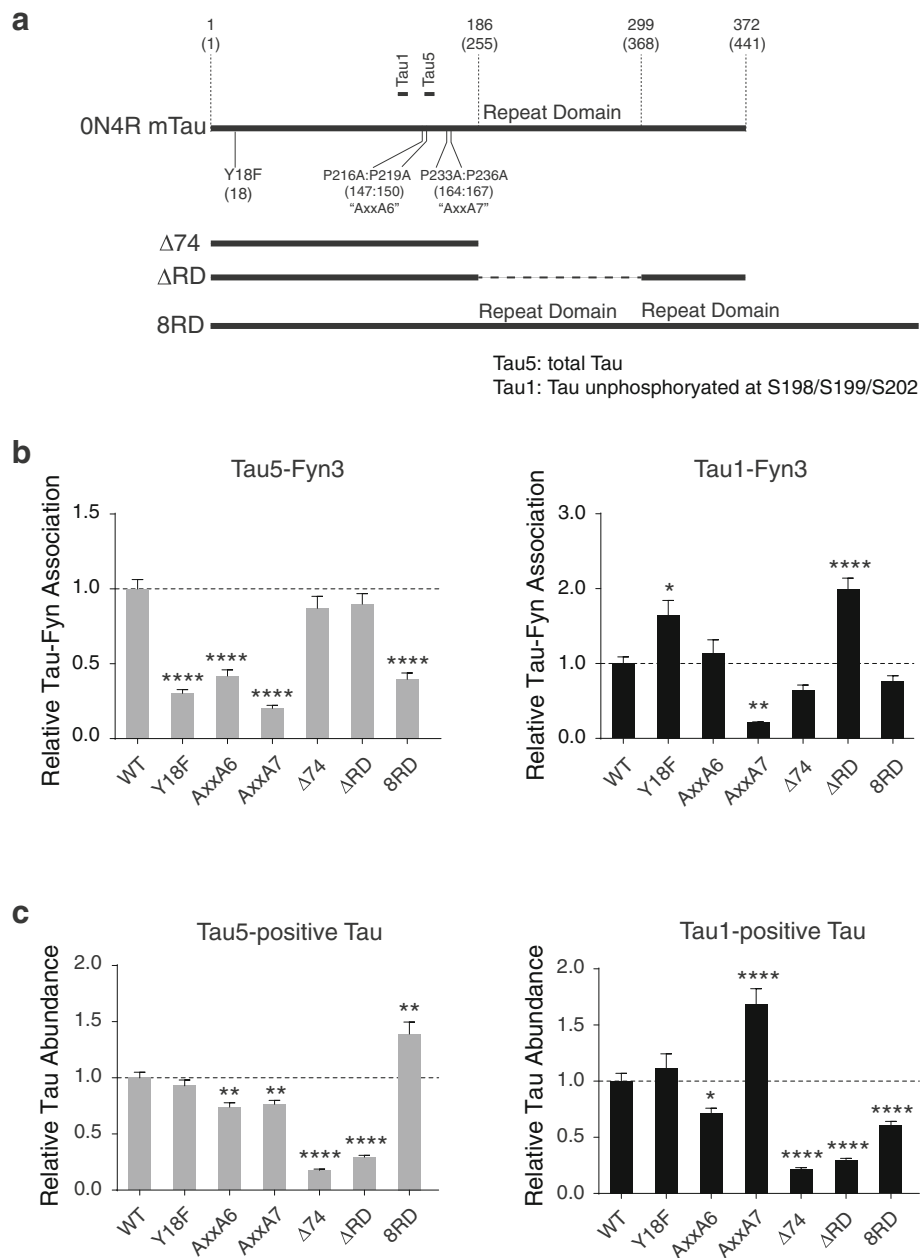 a
1 186 299 372
(1) (255) (368) (441)
Tau1
Tau5
Repeat Domain
0N4R mTau
Y18F P216A:P219A P233A:P236A
(18) (147:150) (164:167)
“AxxA6” “AxxA7”
Δ74
ΔRD
Repeat Domain Repeat Domain
8RD
Tau5: total Tau
Tau1: Tau unphosphoryated at S198/S199/S202
b
Tau5-Fyn3
Relative Tau-Fyn Association
1.5
1.0
0.5
0.0
**** **** **** ****
WT Y18F AxxA6 AxxA7 Δ74 ΔRD 8RD
Tau1-Fyn3
Relative Tau-Fyn Association
3.0
2.0
1.0
0.0
* ** ****
WT Y18F AxxA6 AxxA7 Δ74 ΔRD 8RD
c
Tau5-positive Tau
Relative Tau Abundance
2.0
1.5
1.0
0.5
0.0
** ** **** **** **
WT Y18F AxxA6 AxxA7 Δ74 ΔRD 8RD
Tau1-positive Tau
Relative Tau Abundance
2.0
1.5
1.0
0.5
0.0
* **** **** **** ****
WT Y18F AxxA6 AxxA7 Δ74 ΔRD 8RD